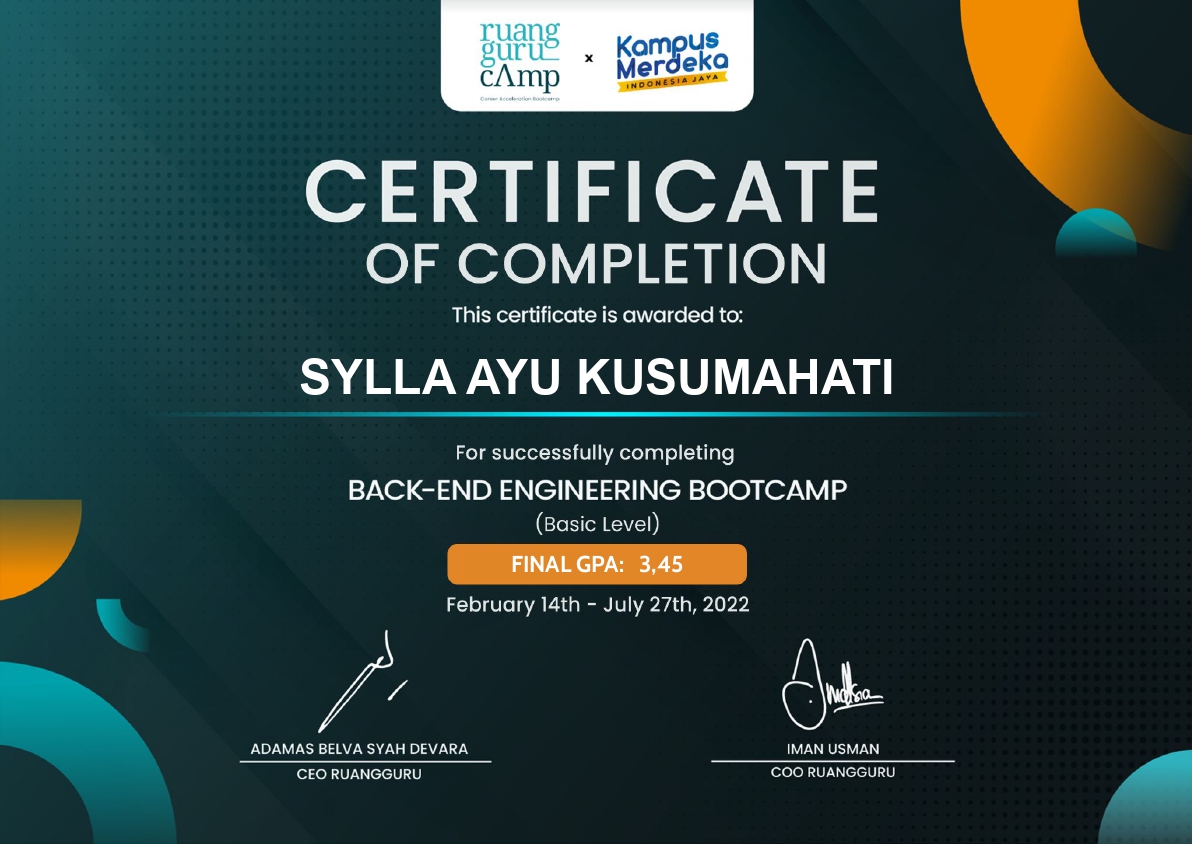 ruang
guru
cAmp
Career Acceleration Bootcamp
x
Kampus
Merdeka
INDONESIA JAYA
CERTIFICATE
OF COMPLETION
This certificate is awarded to:
SYLLA AYU KUSUMAHATI
For successfully completing
BACK-END ENGINEERING BOOTCAMP
(Basic Level)
FINAL GPA: 3,45
February 14th - July 27th, 2022
ADAMAS BELVA SYAH DEVARA
CEO RUANGGURU
IMAN USMAN
COO RUANGGURU